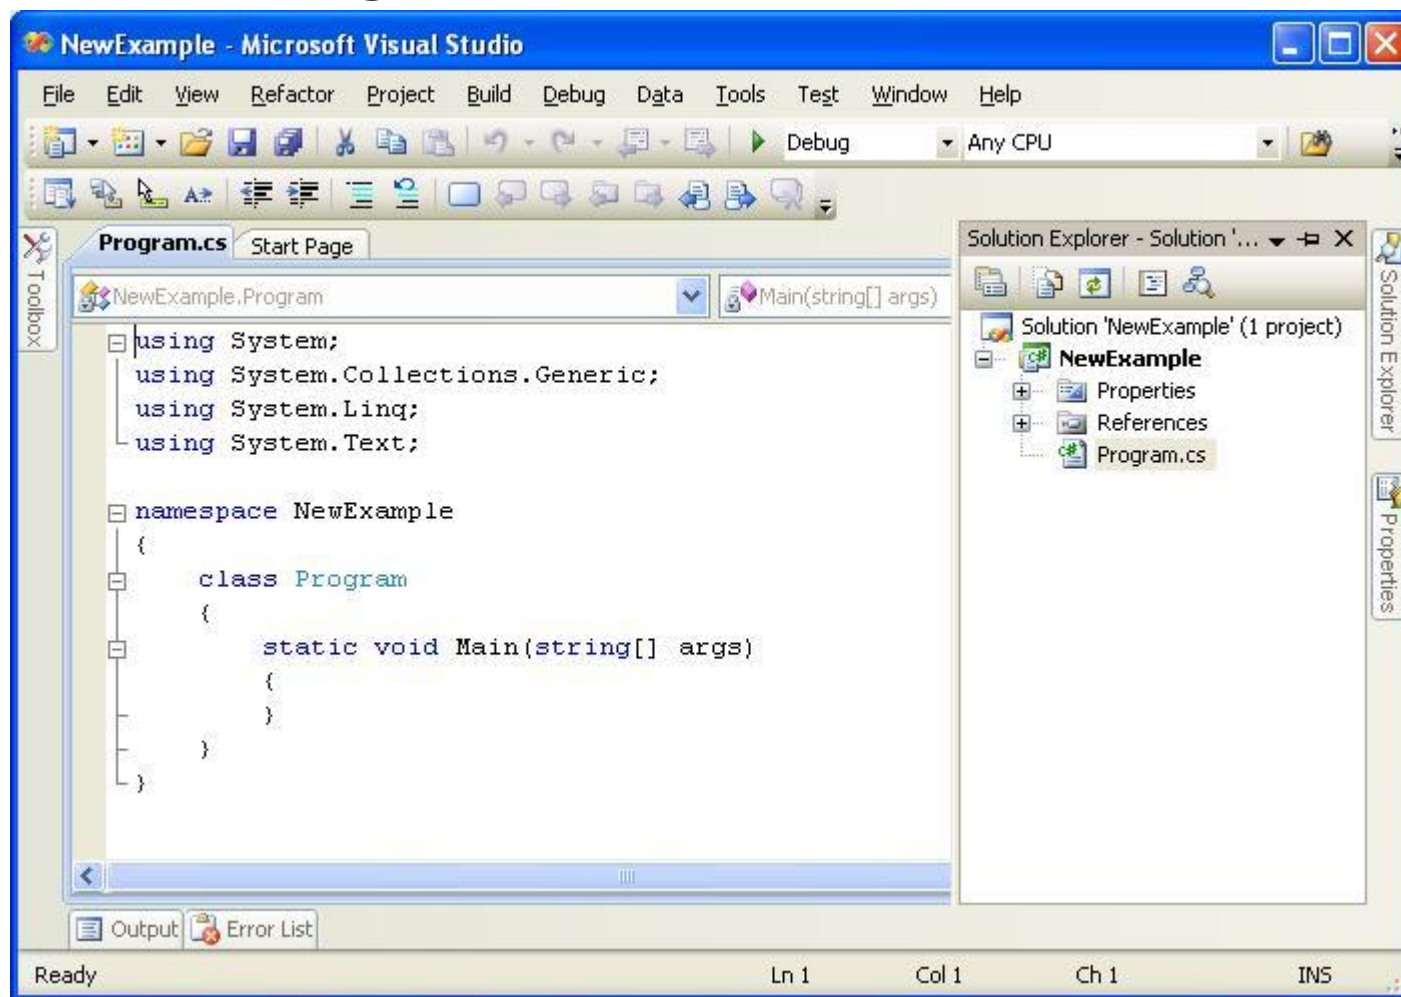 NewExample - Microsoft Visual Studio
File Edit View Refactor Project Build Debug Data Tools Test Window Help
Debug Any CPU
Toolbox
Program.cs Start Page
NewExample.Program Main(string[] args)
using System;
using System.Collections.Generic;
using System.Linq;
using System.Text;
namespace NewExample
{
class Program
{
static void Main(string[] args)
{
}
}
}
Solution Explorer - Solution '...
Solution 'NewExample' (1 project)
NewExample
Properties
References
Program.cs
Solution Explorer
Properties
Output Error List
Ready Ln 1 Col 1 Ch 1 INS